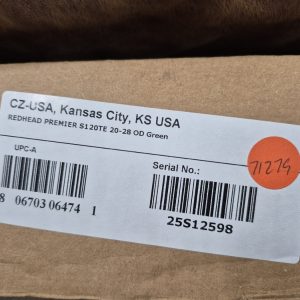 CZ-USA, Kansas City, KS USA
REDHEAD PREMIER S120TE 20-28 OD Green
UPC-A
Serial No.:
71279
8 06703 06474 1
25S12598